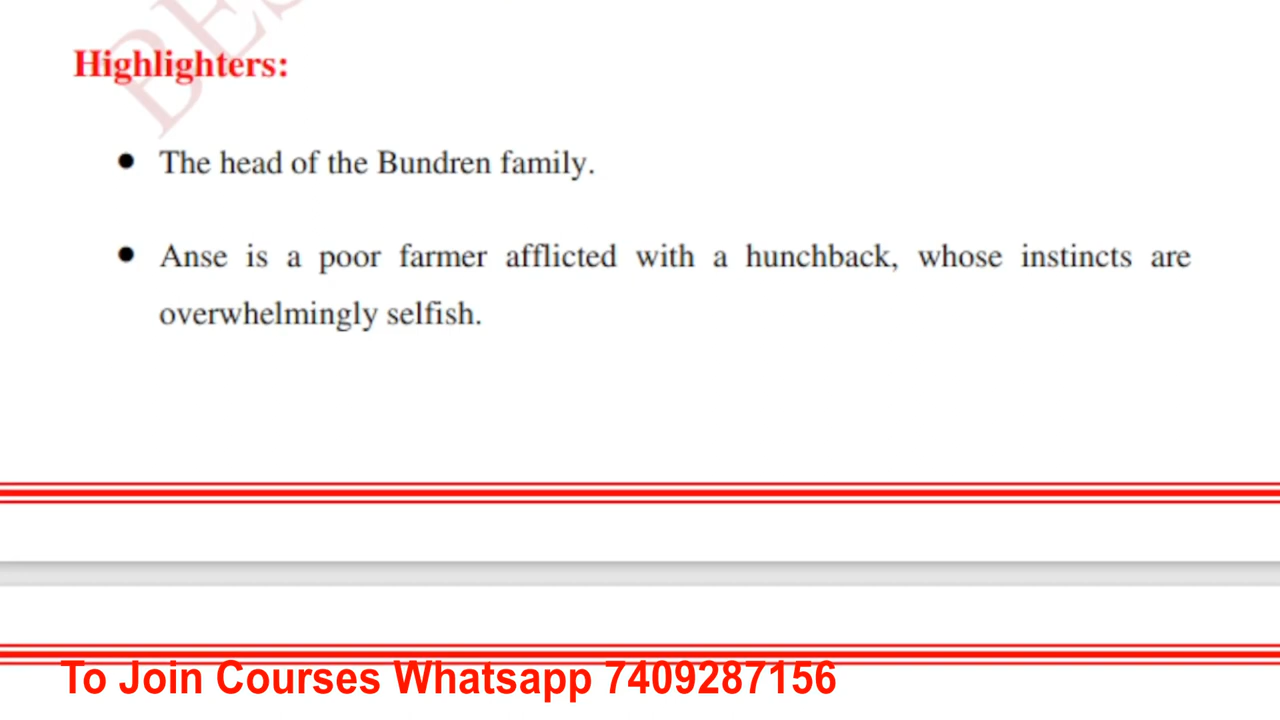 Highlighters:
The head of the Bundren family.
Anse is a poor farmer afflicted with a hunchback, whose instincts are
overwhelmingly selfish.
To Join Courses Whatsapp 7409287156